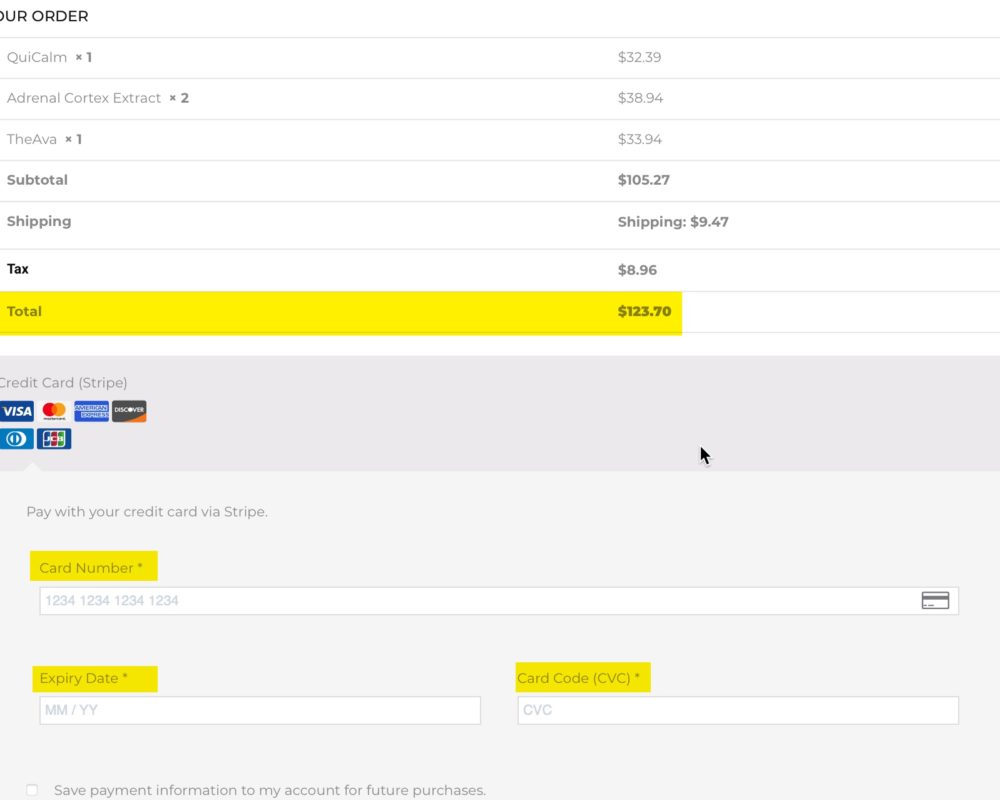 OUR ORDER
QuiCalm × 1 $32.39
Adrenal Cortex Extract × 2 $38.94
TheAva × 1 $33.94
Subtotal $105.27
Shipping Shipping: $9.47
Tax $8.96
Total $123.70
Credit Card (Stripe)
VISA mastercard AMERICAN EXPRESS DISCOVER
JCB
Pay with your credit card via Stripe.
Card Number *
1234 1234 1234 1234
Expiry Date * Card Code (CVC) *
MM / YY CVC
Save payment information to my account for future purchases.